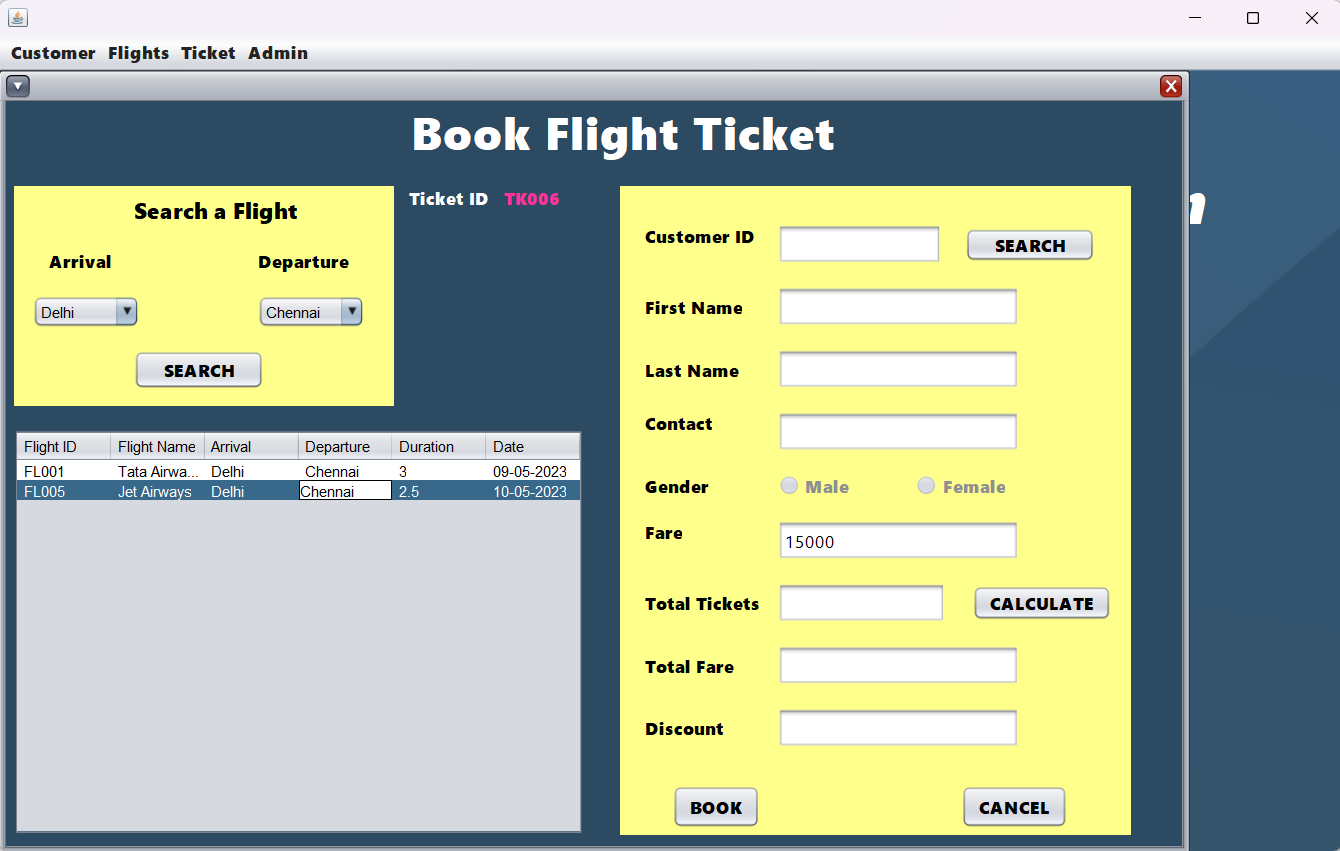 Customer Flights Ticket Admin
Book Flight Ticket
Search a Flight
Arrival Departure
Delhi Chennai
SEARCH
Ticket ID TK006
Flight ID Flight Name Arrival Departure Duration Date
FL001 Tata Airwa... Delhi Chennai 3 09-05-2023
FL005 Jet Airways Delhi Chennai 2.5 10-05-2023
Customer ID SEARCH
First Name
Last Name
Contact
Gender Male Female
Fare 15000
Total Tickets CALCULATE
Total Fare
Discount
BOOK CANCEL